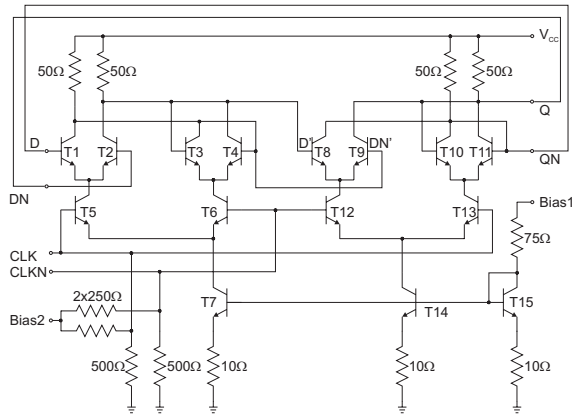 V_CC
50Ω 50Ω 50Ω 50Ω
Q
D T1 T2 T3 T4 D' T8 T9 DN' T10 T11 QN
DN
T5 T6 T12 T13 Bias1
CLK
75Ω
CLKN
2x250Ω T7 T14 T15
Bias2
500Ω 500Ω 10Ω 10Ω 10Ω